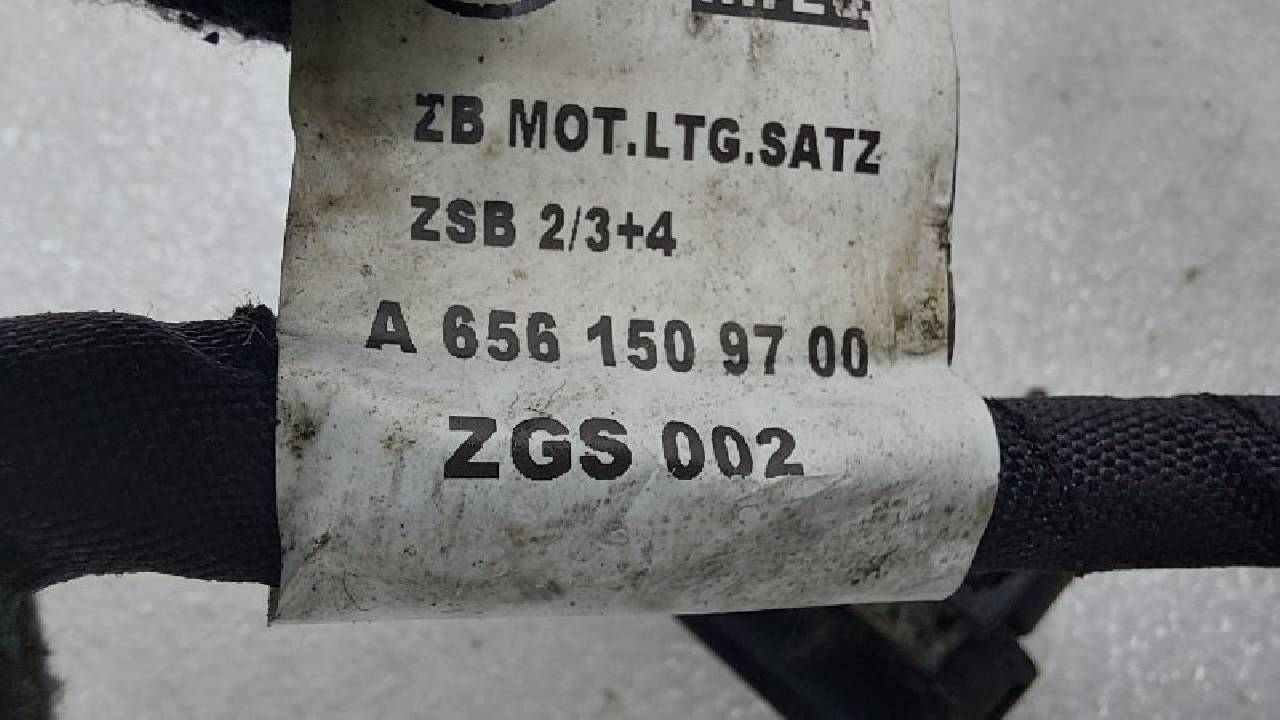 ZB MOT.LTG.SATZ
ZSB 2/3+4
A 656 150 97 00
ZGS 002